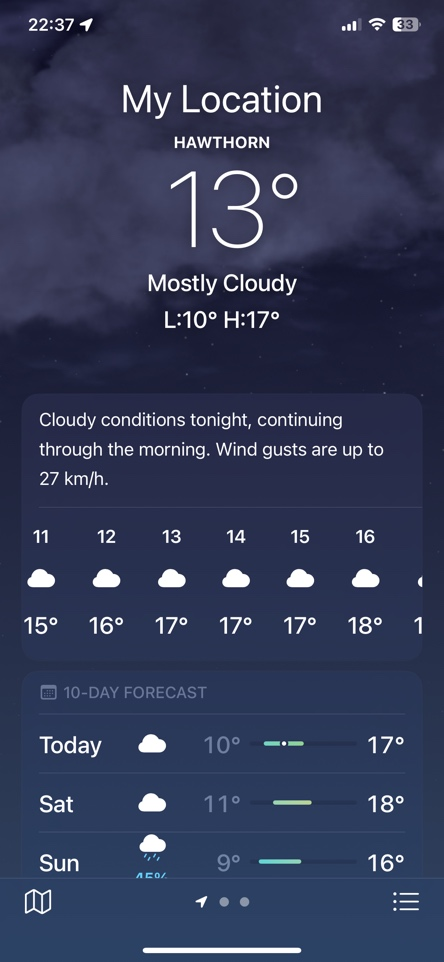 22:37
33
My Location
HAWTHORN
13°
Mostly Cloudy
L:10° H:17°
Cloudy conditions tonight, continuing
through the morning. Wind gusts are up to
27 km/h.
11 12 13 14 15 16
15° 16° 17° 17° 17° 18°
10-DAY FORECAST
Today 10° 17°
Sat 11° 18°
Sun 9° 16°
45%